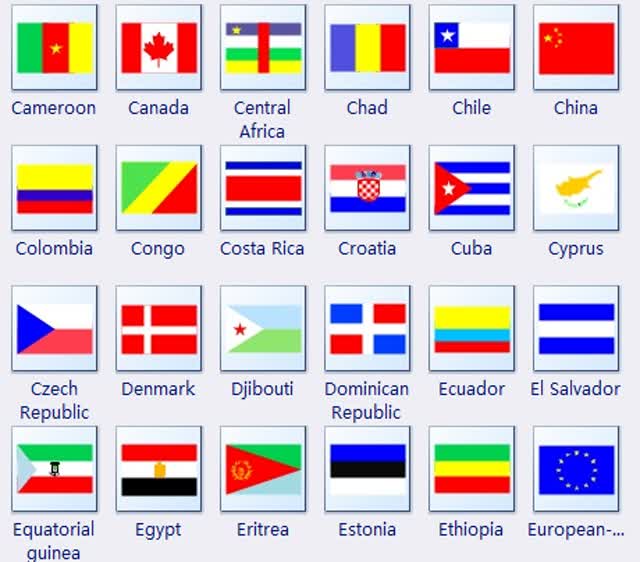 Cameroon
Canada
Central
Africa
Chad
Chile
China
Colombia
Congo
Costa Rica
Croatia
Cuba
Cyprus
Czech
Republic
Denmark
Djibouti
Dominican
Republic
Ecuador
El Salvador
Equatorial
guinea
Egypt
Eritrea
Estonia
Ethiopia
European-...